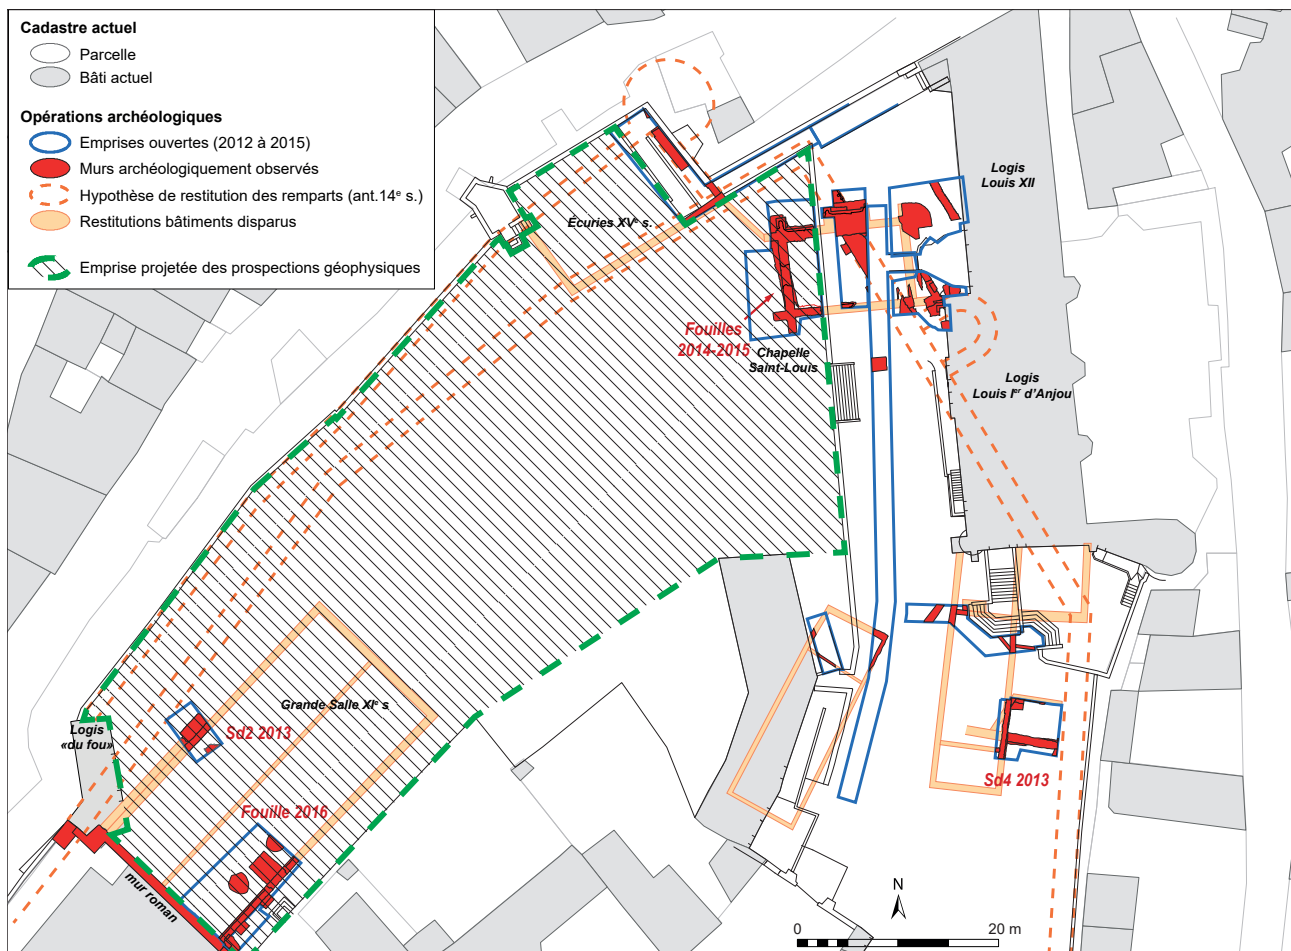 Cadastre actuel
Parcelle
Bâti actuel
Opérations archéologiques
Emprises ouvertes (2012 à 2015)
Murs archéologiquement observés
Hypothèse de restitution des remparts (ant.14e s.)
Restitutions bâtiments disparus
Emprise projetée des prospections géophysiques
Logis
Louis XII
Écuries XVe s.
Fouilles
2014-2015
Chapelle
Saint-Louis
Logis
Louis Ier d'Anjou
Grande Salle XIe s
Logis
«du fou»
Sd2 2013
Sd4 2013
Fouille 2016
mur roman
N
0 20 m